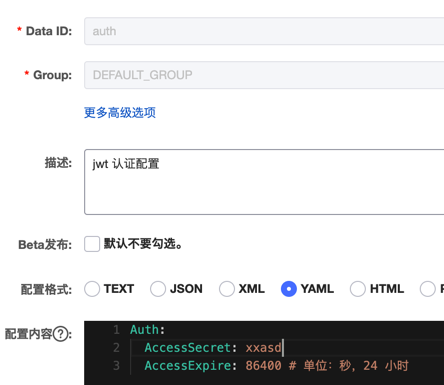 * Data ID: auth
* Group: DEFAULT_GROUP
更多高级选项
描述: jwt 认证配置
Beta发布: 默认不要勾选。
配置格式: TEXT JSON XML YAML HTML
配置内容?: 1 Auth:
2 AccessSecret: xxasd
3 AccessExpire: 86400 # 单位：秒，24 小时